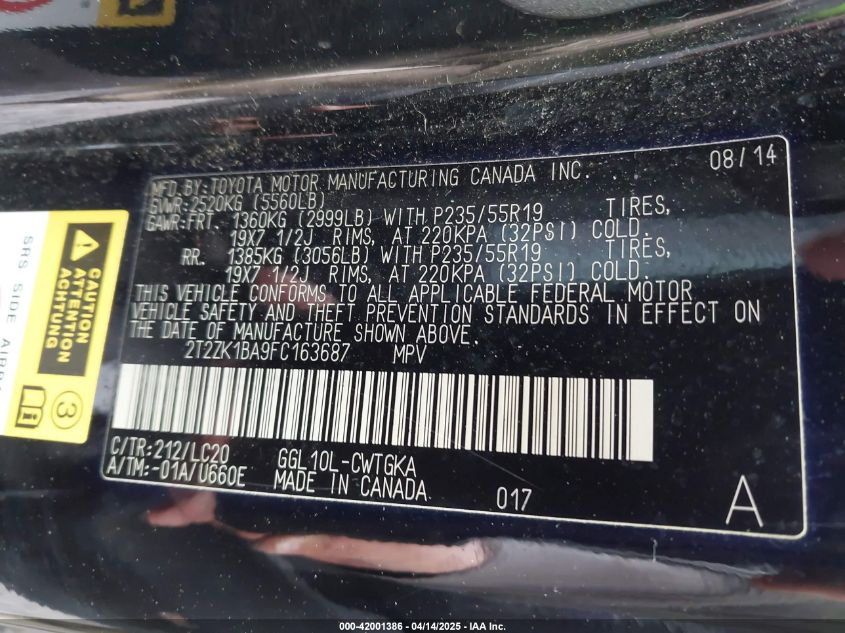 08/14
MFD.BY:TOYOTA MOTOR MANUFACTURING CANADA INC.
GVWR:2520KG (5560LB)
GAWR:FRT. 1360KG (2999LB) WITH P235/55R19 TIRES,
19X7 1/2J RIMS, AT 220KPA (32PSI) COLD.
RR. 1385KG (3056LB) WITH P235/55R19 TIRES,
19X7 1/2J RIMS, AT 220KPA (32PSI) COLD.
THIS VEHICLE CONFORMS TO ALL APPLICABLE FEDERAL MOTOR
VEHICLE SAFETY AND THEFT PREVENTION STANDARDS IN EFFECT ON
THE DATE OF MANUFACTURE SHOWN ABOVE.
2T2ZK1BA9FC163687 MPV
C/TR:212/LC20 GGL10L-CWTGKA
A/TM:-01A/U660E MADE IN CANADA
017
A
CAUTION
ATTENTION
ACHTUNG
3
SRS SIDE
000-42001386 | 04/14/2025 | IAA Inc.